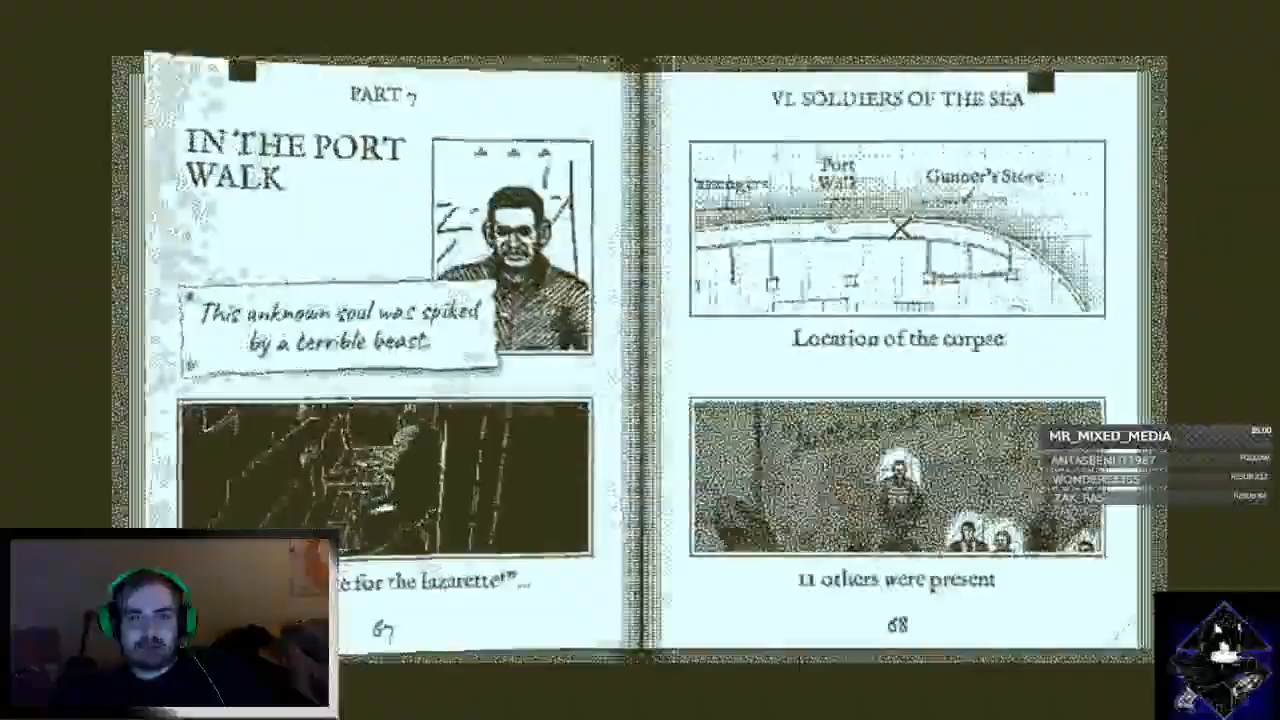 PART 7
IN THE PORT
WALK
This unknown soul was spiked
by a terrible beast.
for the lazarette"...
67
VI. SOLDIERS OF THE SEA
Port
Walk
Gunner's Store
Location of the corpse
11 others were present
68
MR_MIXED_MEDIA